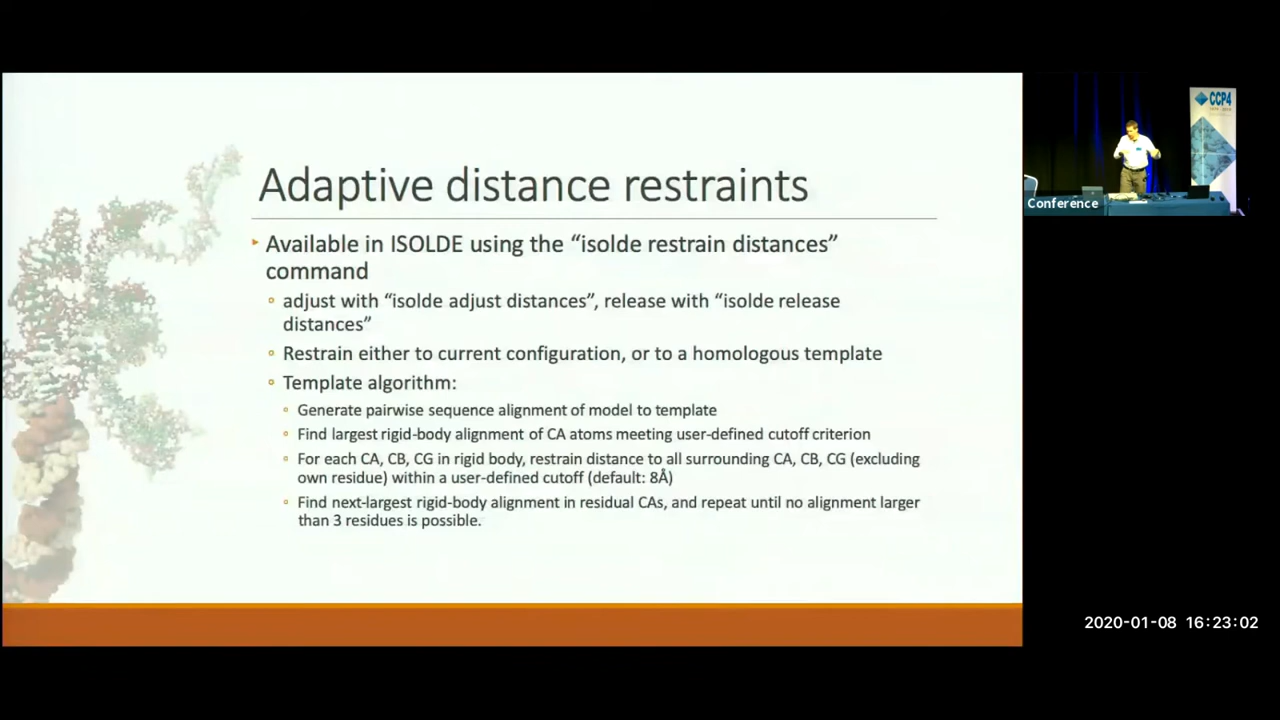 Adaptive distance restraints
Available in ISOLDE using the “isolde restrain distances”
command
adjust with “isolde adjust distances”, release with “isolde release
distances”
Restrain either to current configuration, or to a homologous template
Template algorithm:
Generate pairwise sequence alignment of model to template
Find largest rigid-body alignment of CA atoms meeting user-defined cutoff criterion
For each CA, CB, CG in rigid body, restrain distance to all surrounding CA, CB, CG (excluding
own residue) within a user-defined cutoff (default: 8Å)
Find next-largest rigid-body alignment in residual CAs, and repeat until no alignment larger
than 3 residues is possible.
CCP4
Conference
2020-01-08 16:23:02